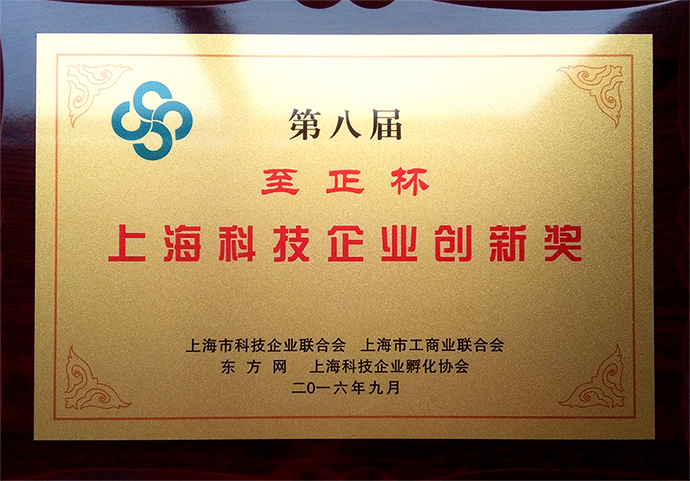 第八届
至正杯
上海科技企业创新奖
上海市科技企业联合会 上海市工商业联合会
东方网 上海科技企业孵化协会
二0一六年九月